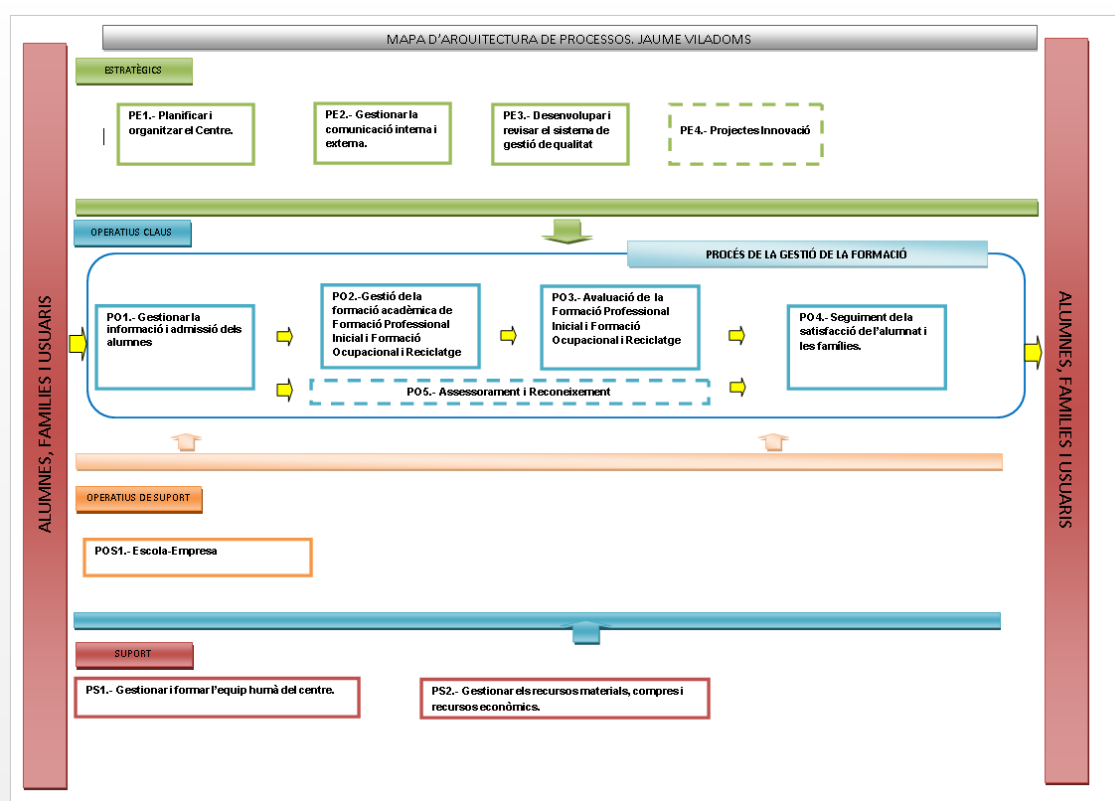 MAPA D'ARQUITECTURA DE PROCESSOS. JAUME VILADOMS
ALUMNES, FAMILIES I USUARIS
ESTRATÈGICS
PE1.- Planificar i
organitzar el Centre.
PE2.- Gestionar la
comunicació interna i
externa.
PE3.- Desenvolupar i
revisar el sistema de
gestió de qualitat
PE4.- Projectes Innovació
OPERATIUS CLAUS
PROCÉS DE LA GESTIÓ DE LA FORMACIÓ
PO1.- Gestionar la
informació i admissió dels
alumnes
PO2.-Gestió de la
formació acadèmica de
Formació Professional
Inicial i Formació
Ocupacional i Reciclatge
PO3.- Avaluació de la
Formació Professional
Inicial i Formació
Ocupacional i Reciclatge
PO4.- Seguiment de la
satisfacció de l'alumnat i
les famílies.
PO5.- Assessorament i Reconeixement
OPERATIUS DE SUPORT
POS1.- Escola-Empresa
SUPORT
PS1.- Gestionar i formar l'equip humà del centre.
PS2.- Gestionar els recursos materials, compres i
recursos econòmics.
ALUMNES, FAMILIES I USUARIS